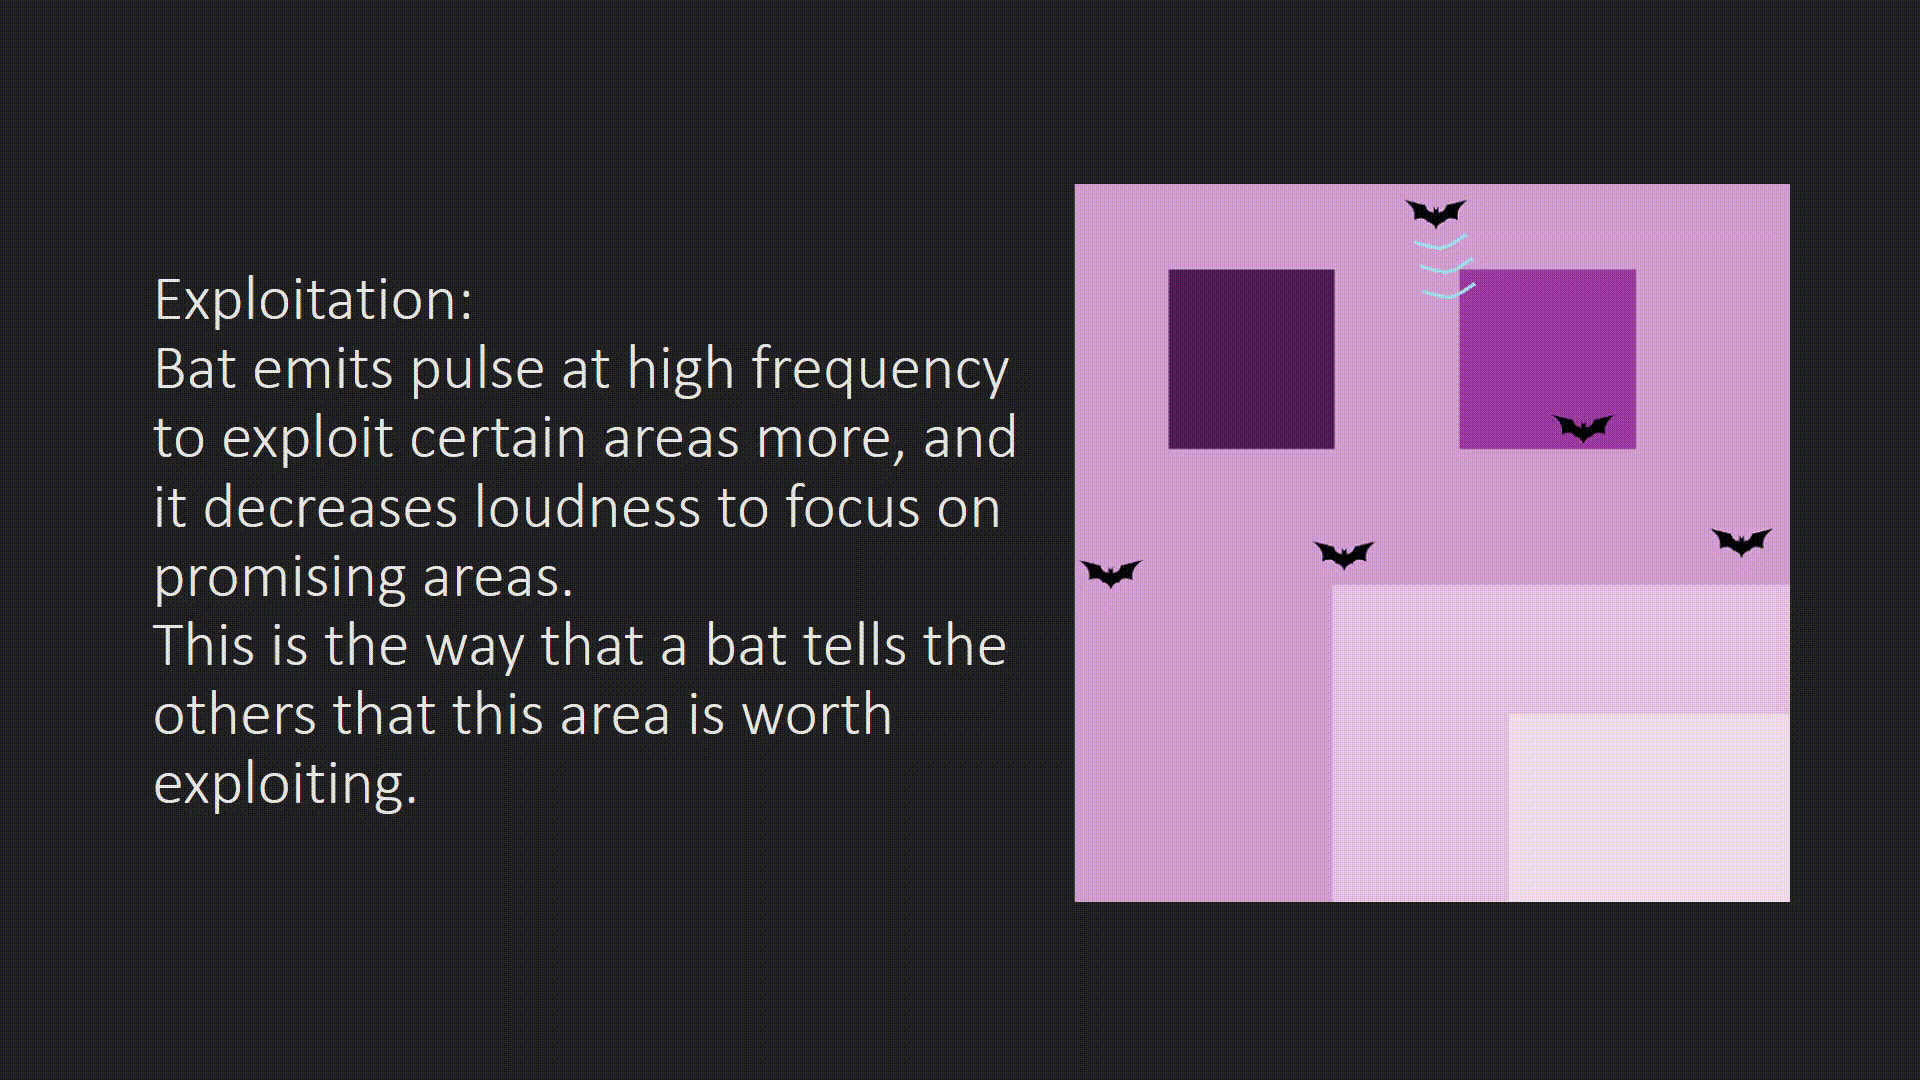 Exploitation:
Bat emits pulse at high frequency
to exploit certain areas more, and
it decreases loudness to focus on
promising areas.
This is the way that a bat tells the
others that this area is worth
exploiting.